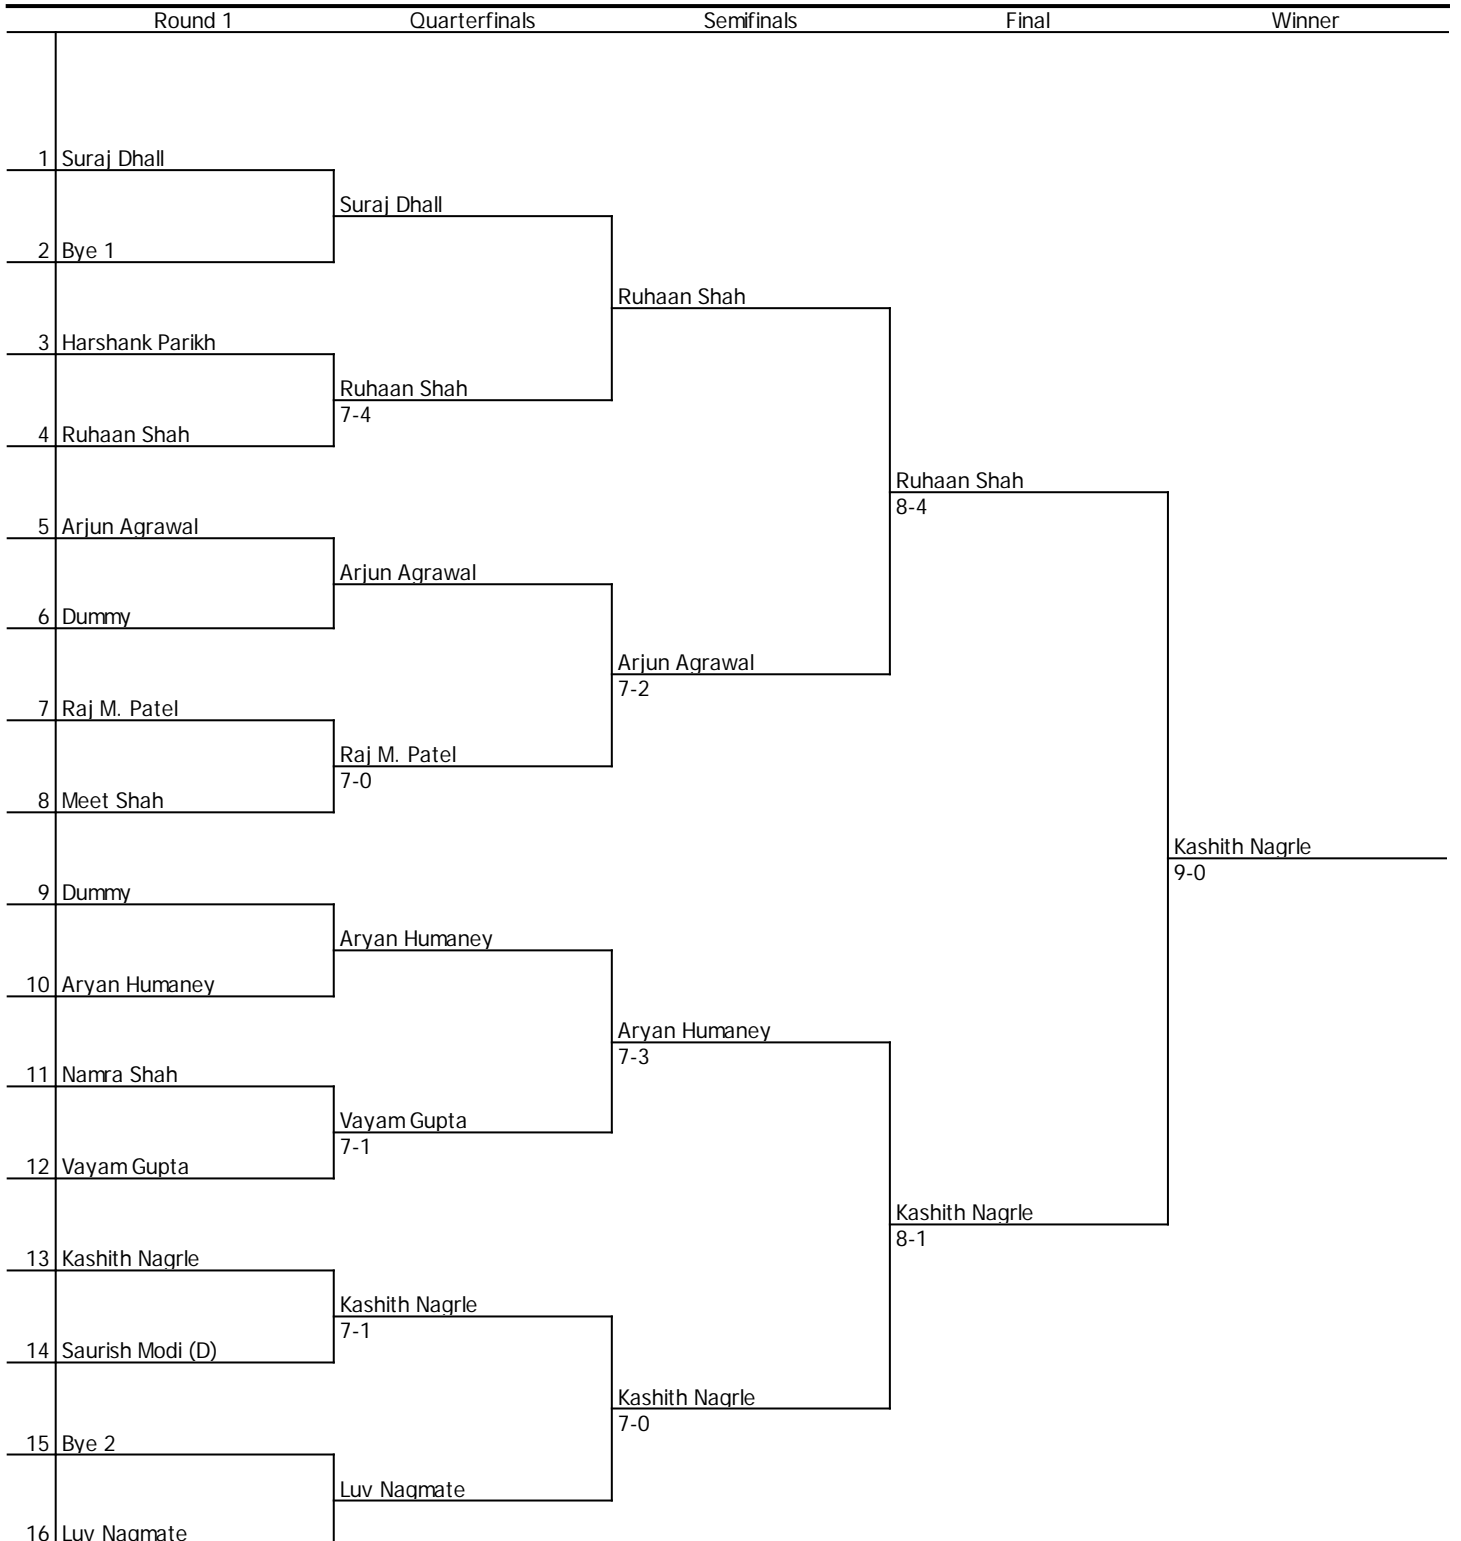 Round 1 Quarterfinals Semifinals Final Winner
1 Suraj Dhall
Suraj Dhall
2 Bye 1
Ruhaan Shah
3 Harshank Parikh
Ruhaan Shah
7-4
4 Ruhaan Shah
Ruhaan Shah
8-4
5 Arjun Agrawal
Arjun Agrawal
6 Dummy
Arjun Agrawal
7-2
7 Raj M. Patel
Raj M. Patel
7-0
8 Meet Shah
Kashith Nagrle
9-0
9 Dummy
Aryan Humaney
10 Aryan Humaney
Aryan Humaney
7-3
11 Namra Shah
Vayam Gupta
7-1
12 Vayam Gupta
Kashith Nagrle
8-1
13 Kashith Nagrle
Kashith Nagrle
7-1
14 Saurish Modi (D)
Kashith Nagrle
7-0
15 Bye 2
Luv Nagmate
16 Luv Nagmate